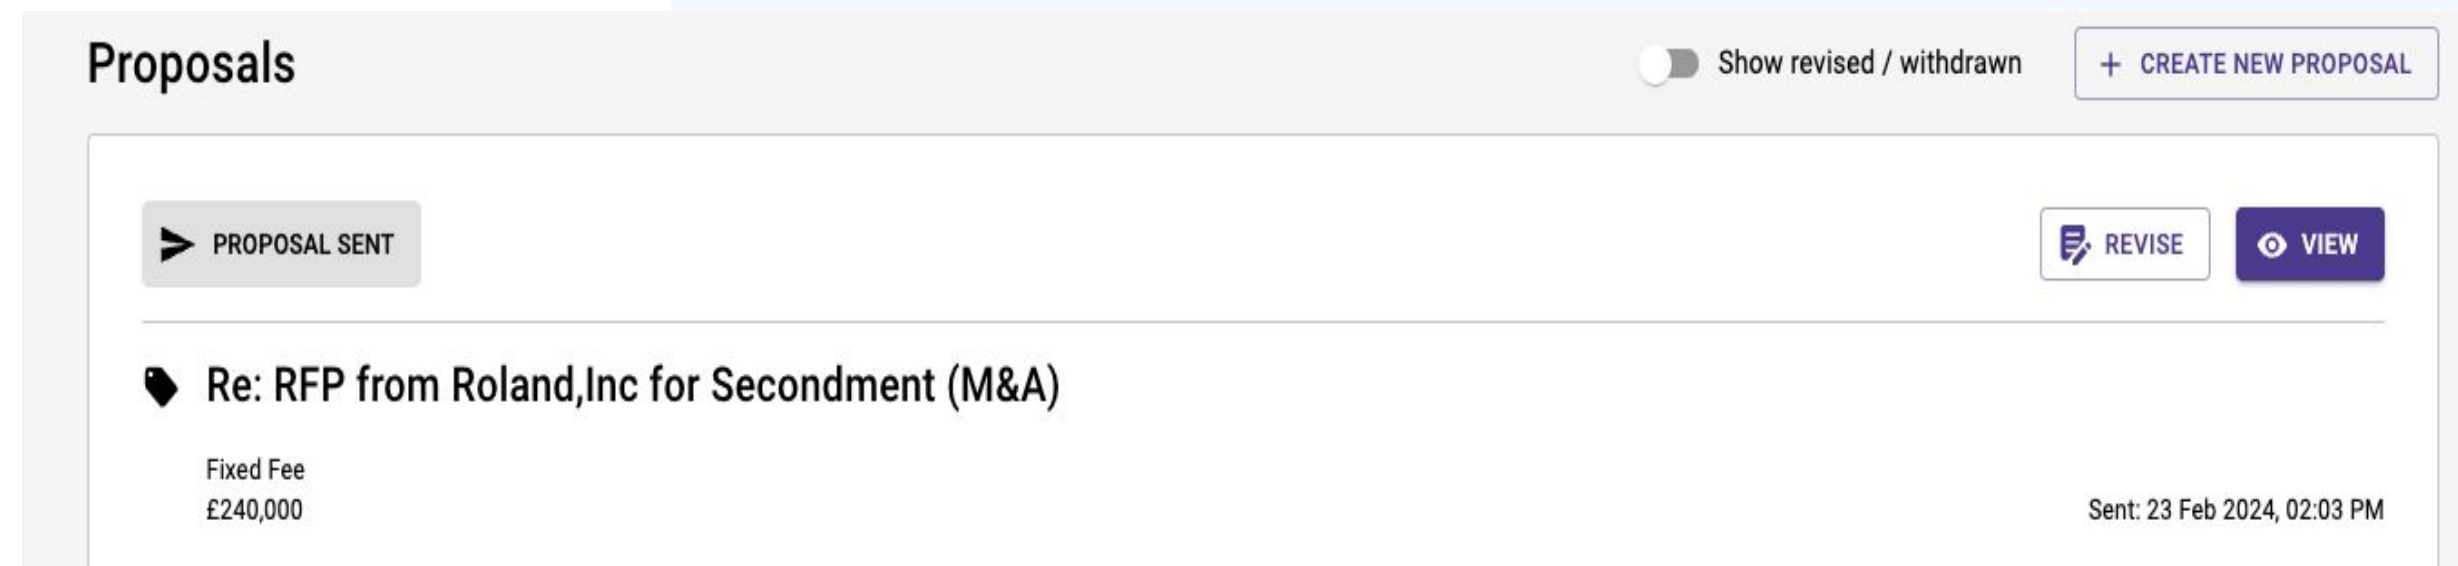 Proposals
Show revised / withdrawn
+ CREATE NEW PROPOSAL
PROPOSAL SENT
REVISE
VIEW
Re: RFP from Roland,Inc for Secondment (M&A)
Fixed Fee
£240,000
Sent: 23 Feb 2024, 02:03 PM